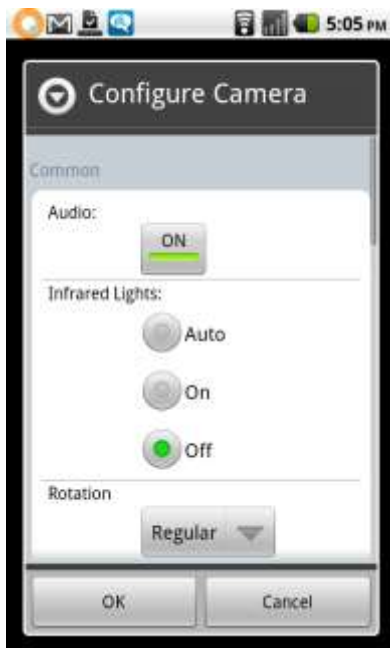 5:05 PM
Configure Camera
Common
Audio:
ON
Infrared Lights:
Auto
On
Off
Rotation
Regular
OK
Cancel